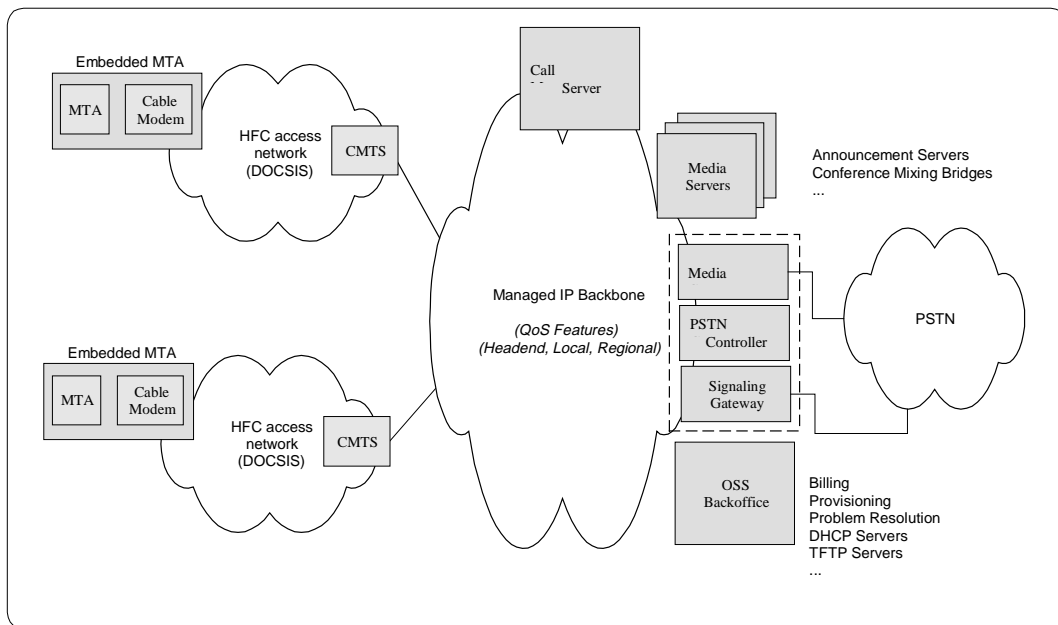 Embedded MTA
MTA
Cable
Modem
HFC access
network
(DOCSIS)
CMTS
Call
Server
Media
Servers
Announcement Servers
Conference Mixing Bridges
...
Managed IP Backbone
(QoS Features)
(Headend, Local, Regional)
Media
PSTN
Controller
Signaling
Gateway
PSTN
Embedded MTA
MTA
Cable
Modem
HFC access
network
(DOCSIS)
CMTS
OSS
Backoffice
Billing
Provisioning
Problem Resolution
DHCP Servers
TFTP Servers
...